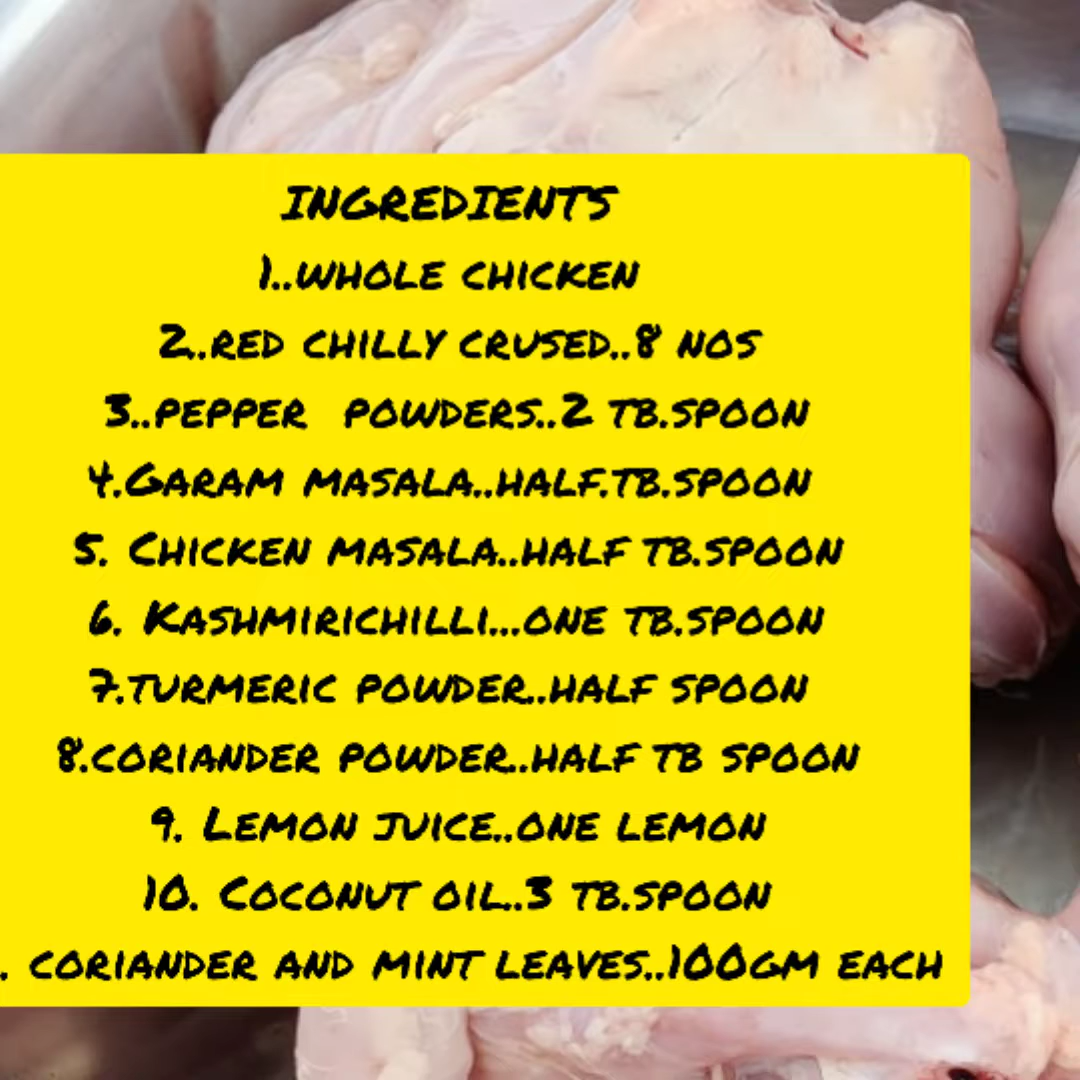 INGREDIENTS
1..WHOLE CHICKEN
2..RED CHILLY CRUSED..8 NOS
3..PEPPER POWDERS..2 TB.SPOON
4.GARAM MASALA..HALF.TB.SPOON
5. CHICKEN MASALA..HALF TB.SPOON
6. KASHMIRICHILLI...ONE TB.SPOON
7.TURMERIC POWDER..HALF SPOON
8.CORIANDER POWDER..HALF TB SPOON
9. LEMON JUICE..ONE LEMON
10. COCONUT OIL..3 TB.SPOON
. CORIANDER AND MINT LEAVES..100GM EACH